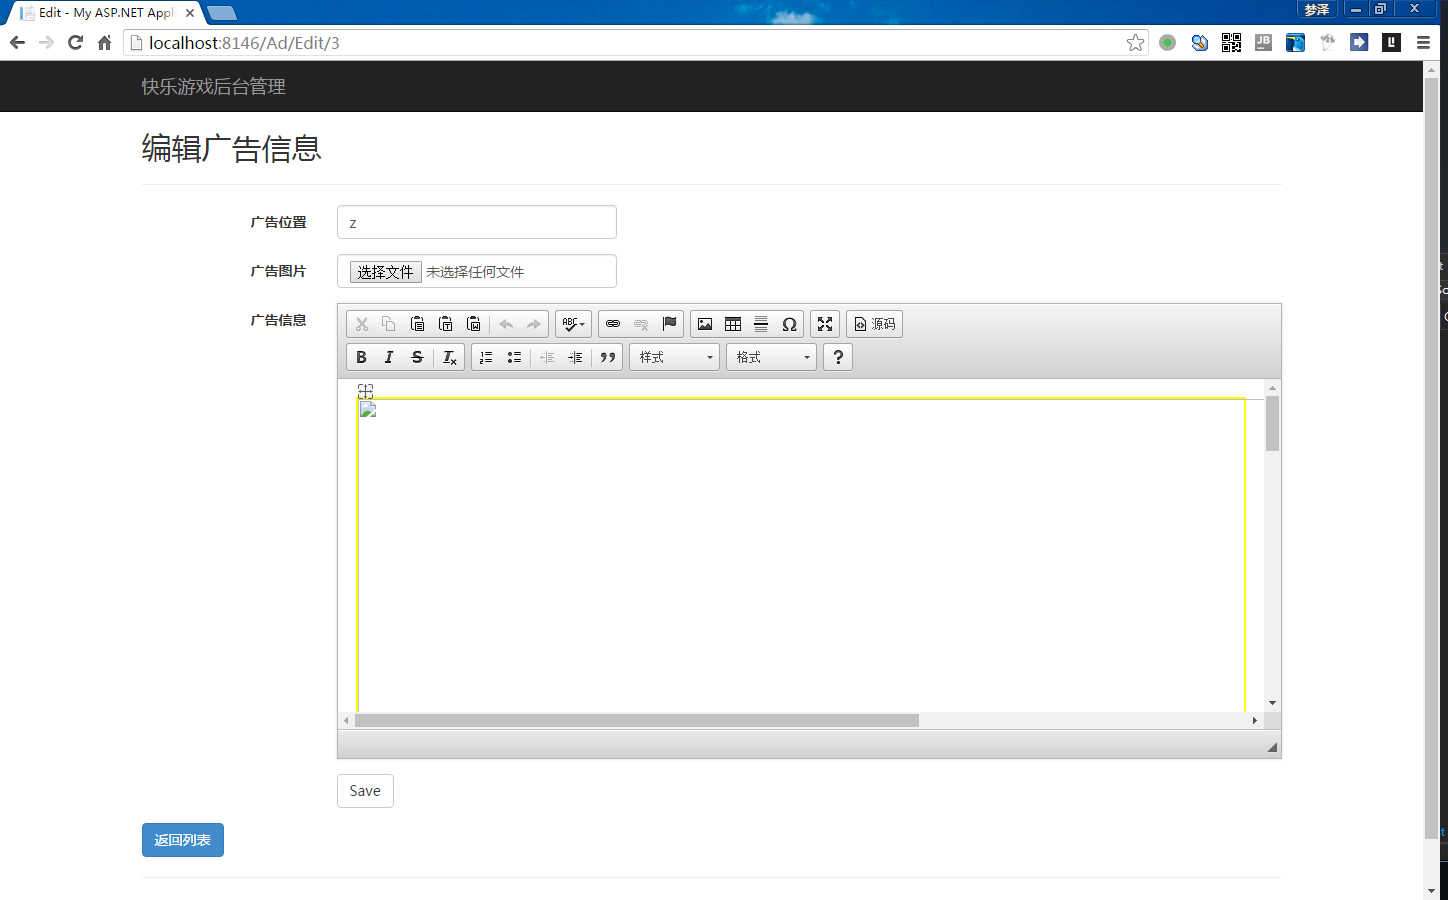 Edit - My ASP.NET Appl
梦泽
localhost:8146/Ad/Edit/3
JB
快乐游戏后台管理
编辑广告信息
广告位置 z
广告图片 选择文件 未选择任何文件
广告信息
ABC Ω 源码
B I S Tx 样式 格式 ?
Save
返回列表